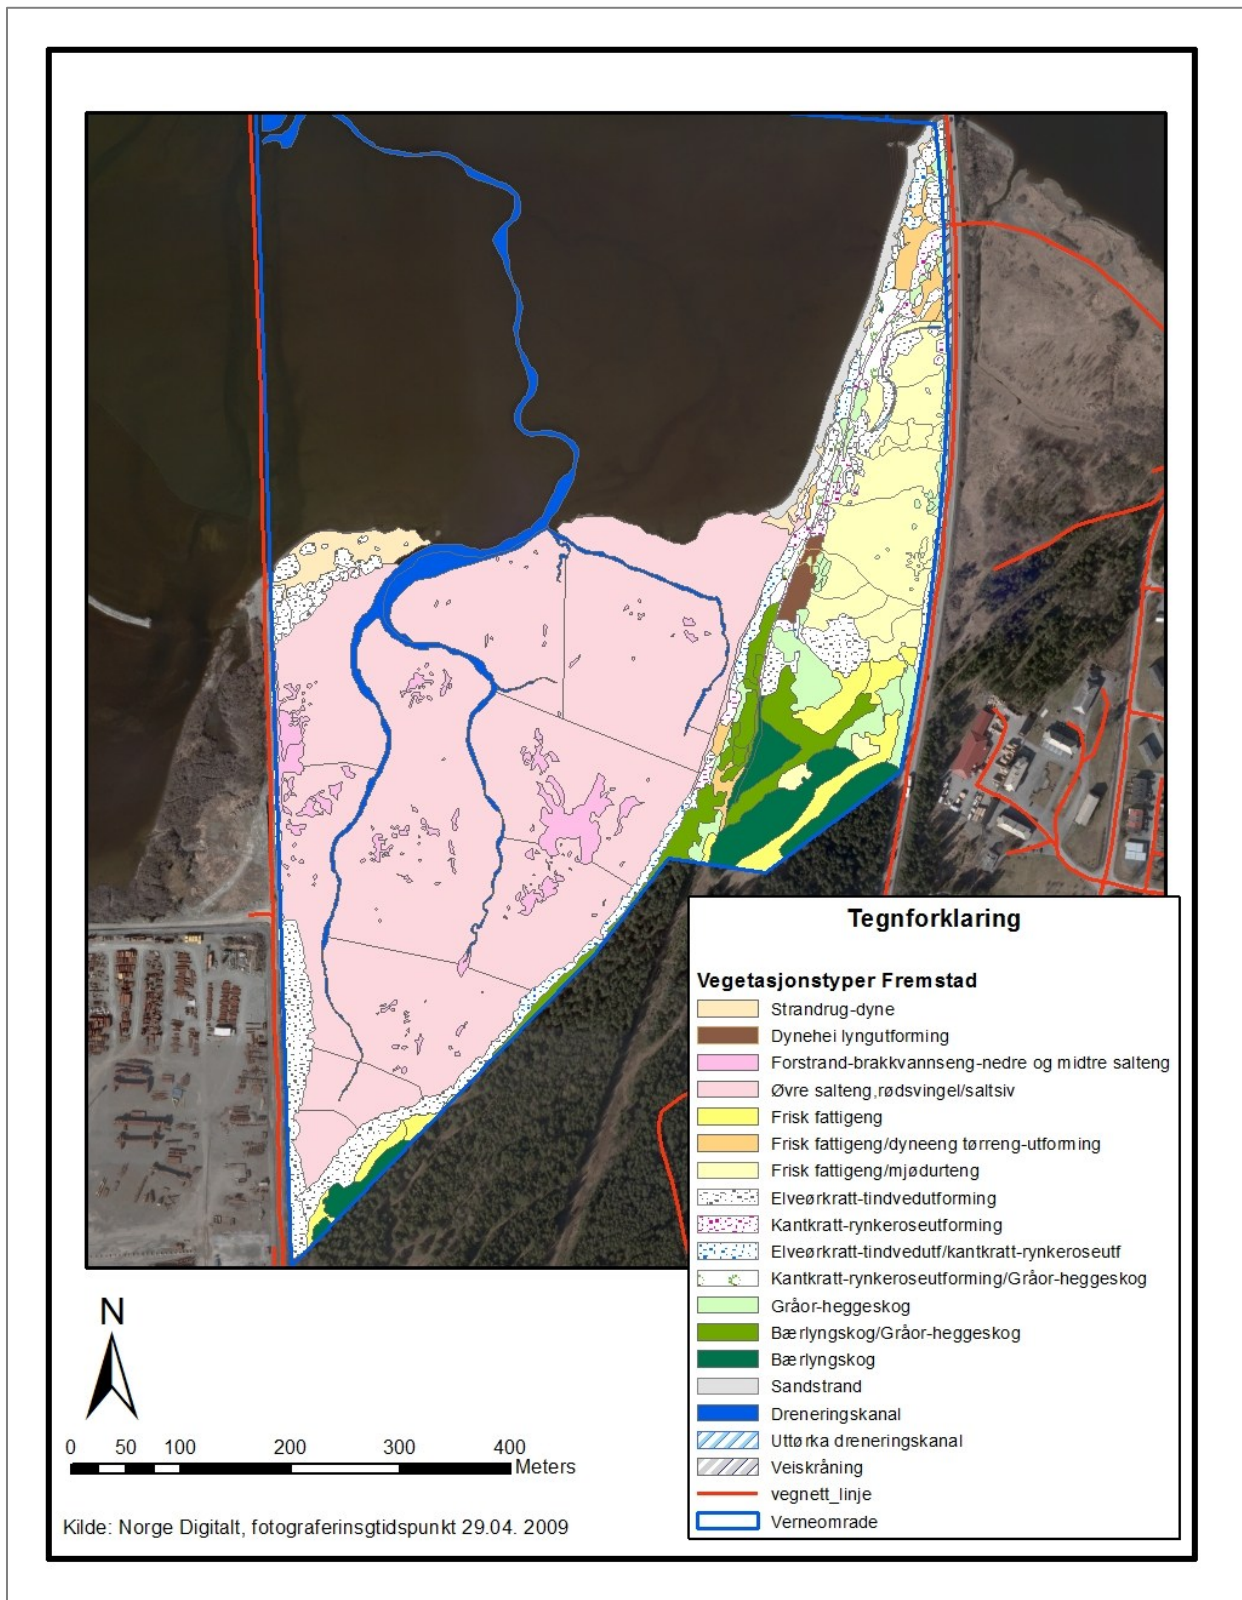 Tegnforklaring
Vegetasjonstyper Fremstad
Strandrug-dyne
Dynehei lyngutforming
Forstrand-brakkvannseng-nedre og midtre salteng
Øvre salteng,rødsvingel/saltsiv
Frisk fattigeng
Frisk fattigeng/dyneeng tørreng-utforming
Frisk fattigeng/mjødurteng
Elveørkratt-tindvedutforming
Kantkratt-rynkeroseutforming
Elveørkratt-tindvedutf/kantkratt-rynkeroseutf
Kantkratt-rynkeroseutforming/Gråor-heggeskog
Gråor-heggeskog
Bærlyngskog/Gråor-heggeskog
Bærlyngskog
Sandstrand
Dreneringskanal
Uttørka dreneringskanal
Veiskråning
vegnett_linje
Verneomrade
N
0 50 100 200 300 400
Meters
Kilde: Norge Digitalt, fotograferinsgtidspunkt 29.04. 2009